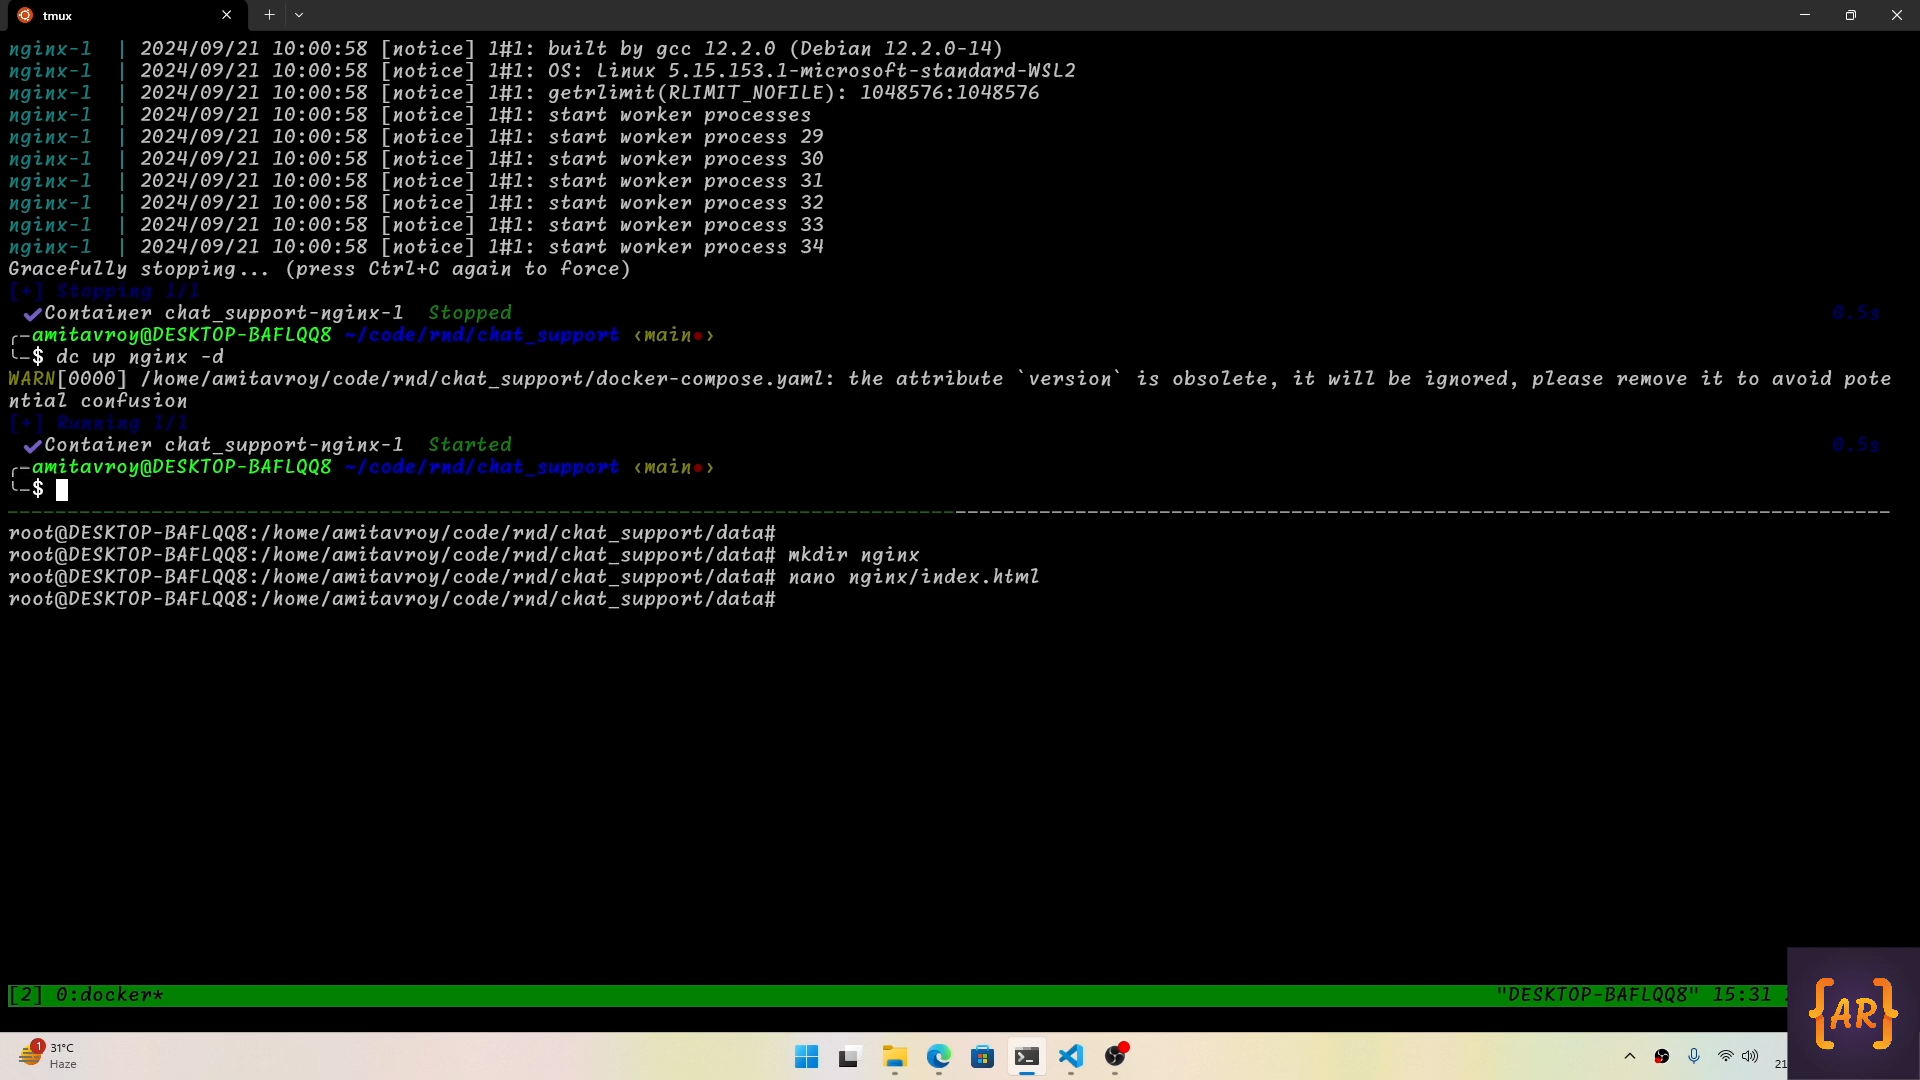 tmux
nginx-1  | 2024/09/21 10:00:58 [notice] 1#1: built by gcc 12.2.0 (Debian 12.2.0-14)
nginx-1  | 2024/09/21 10:00:58 [notice] 1#1: OS: Linux 5.15.153.1-microsoft-standard-WSL2
nginx-1  | 2024/09/21 10:00:58 [notice] 1#1: getrlimit(RLIMIT_NOFILE): 1048576:1048576
nginx-1  | 2024/09/21 10:00:58 [notice] 1#1: start worker processes
nginx-1  | 2024/09/21 10:00:58 [notice] 1#1: start worker process 29
nginx-1  | 2024/09/21 10:00:58 [notice] 1#1: start worker process 30
nginx-1  | 2024/09/21 10:00:58 [notice] 1#1: start worker process 31
nginx-1  | 2024/09/21 10:00:58 [notice] 1#1: start worker process 32
nginx-1  | 2024/09/21 10:00:58 [notice] 1#1: start worker process 33
nginx-1  | 2024/09/21 10:00:58 [notice] 1#1: start worker process 34
Gracefully stopping... (press Ctrl+C again to force)
[+] Stopping 1/1
✔Container chat_support-nginx-1  Stopped 0.5s
╭─amitavroy@DESKTOP-BAFLQQ8 ~/code/rnd/chat_support ‹main●›
╰─$ dc up nginx -d
WARN[0000] /home/amitavroy/code/rnd/chat_support/docker-compose.yaml: the attribute `version` is obsolete, it will be ignored, please remove it to avoid pote
ntial confusion
[+] Running 1/1
✔Container chat_support-nginx-1  Started 0.5s
╭─amitavroy@DESKTOP-BAFLQQ8 ~/code/rnd/chat_support ‹main●›
╰─$
root@DESKTOP-BAFLQQ8:/home/amitavroy/code/rnd/chat_support/data#
root@DESKTOP-BAFLQQ8:/home/amitavroy/code/rnd/chat_support/data# mkdir nginx
root@DESKTOP-BAFLQQ8:/home/amitavroy/code/rnd/chat_support/data# nano nginx/index.html
root@DESKTOP-BAFLQQ8:/home/amitavroy/code/rnd/chat_support/data#
[2] 0:docker* "DESKTOP-BAFLQQ8" 15:31
{AR}
1
31°C
Haze
21